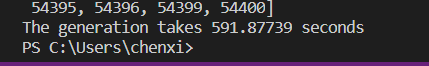 54395, 54396, 54399, 54400]
The generation takes 591.87739 seconds
PS C:\Users\chenxi>